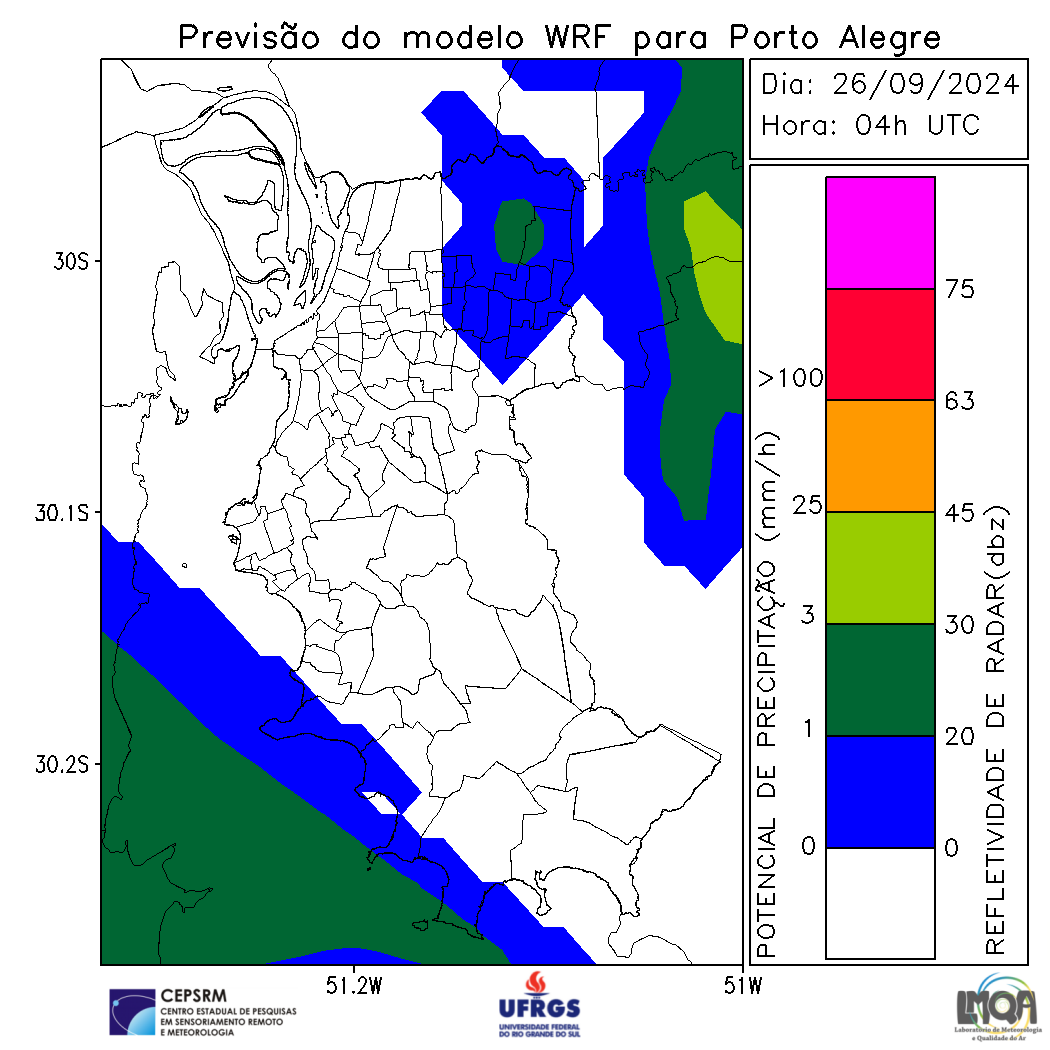 Previsão do modelo WRF para Porto Alegre
Dia: 26/09/2024
Hora: 04h UTC
30S
30.1S
30.2S
51.2W
51W
POTENCIAL DE PRECIPITAÇÃO (mm/h)
>100
25
3
1
0
75
63
45
30
20
0
REFLETIVIDADE DE RADAR(dbz)
CEPSRM
CENTRO ESTADUAL DE PESQUISAS
EM SENSORIAMENTO REMOTO
E METEOROLOGIA
UFRGS
UNIVERSIDADE FEDERAL
DO RIO GRANDE DO SUL
LMQA
Laboratório de Meteorologia
e Qualidade do Ar